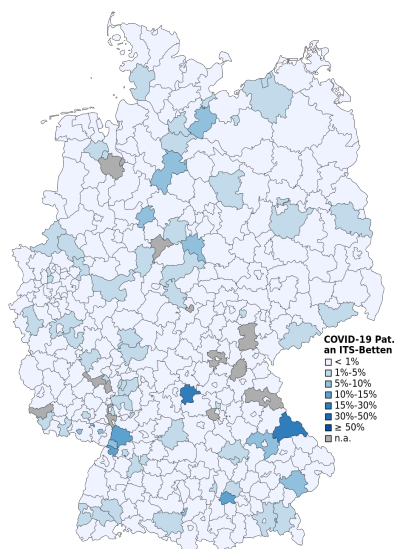 COVID-19 Pat.
an ITS-Betten
< 1%
1%-5%
5%-10%
10%-15%
15%-30%
30%-50%
≥ 50%
n.a.